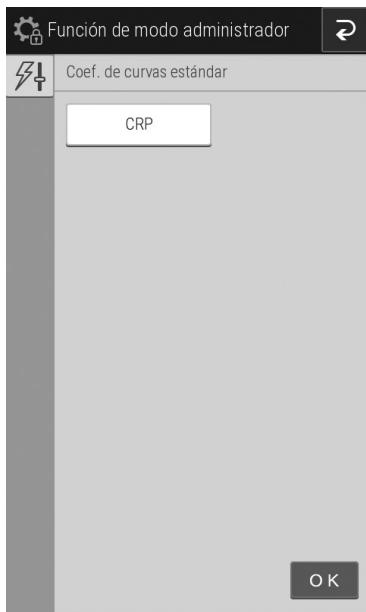 Función de modo administrador
Coef. de curvas estándar
CRP
OK